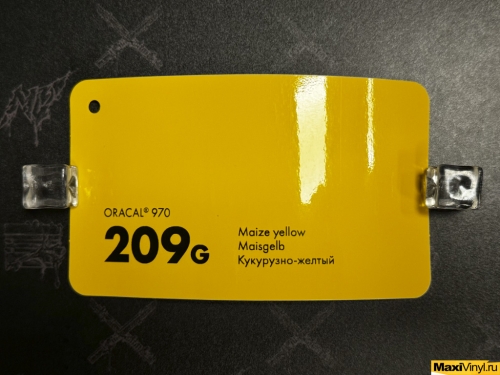 ORACAL® 970
209G
Maize yellow
Maisgelb
Кукурузно-желтый
MaxiVinyl.ru